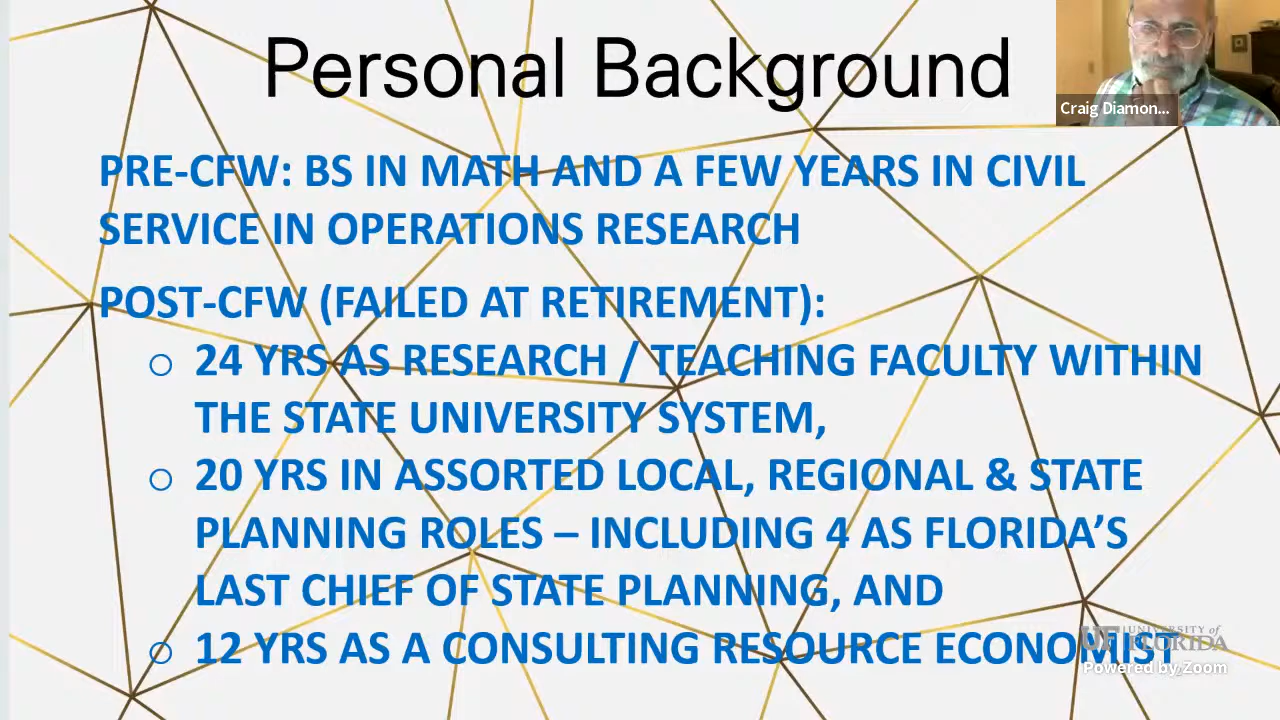 Personal Background
Craig Diamon...
PRE-CFW: BS IN MATH AND A FEW YEARS IN CIVIL
SERVICE IN OPERATIONS RESEARCH
POST-CFW (FAILED AT RETIREMENT):
○ 24 YRS AS RESEARCH / TEACHING FACULTY WITHIN
THE STATE UNIVERSITY SYSTEM,
○ 20 YRS IN ASSORTED LOCAL, REGIONAL & STATE
PLANNING ROLES – INCLUDING 4 AS FLORIDA’S
LAST CHIEF OF STATE PLANNING, AND
○ 12 YRS AS A CONSULTING RESOURCE ECONOMIST
UF UNIVERSITY of
FLORIDA
Powered by Zoom